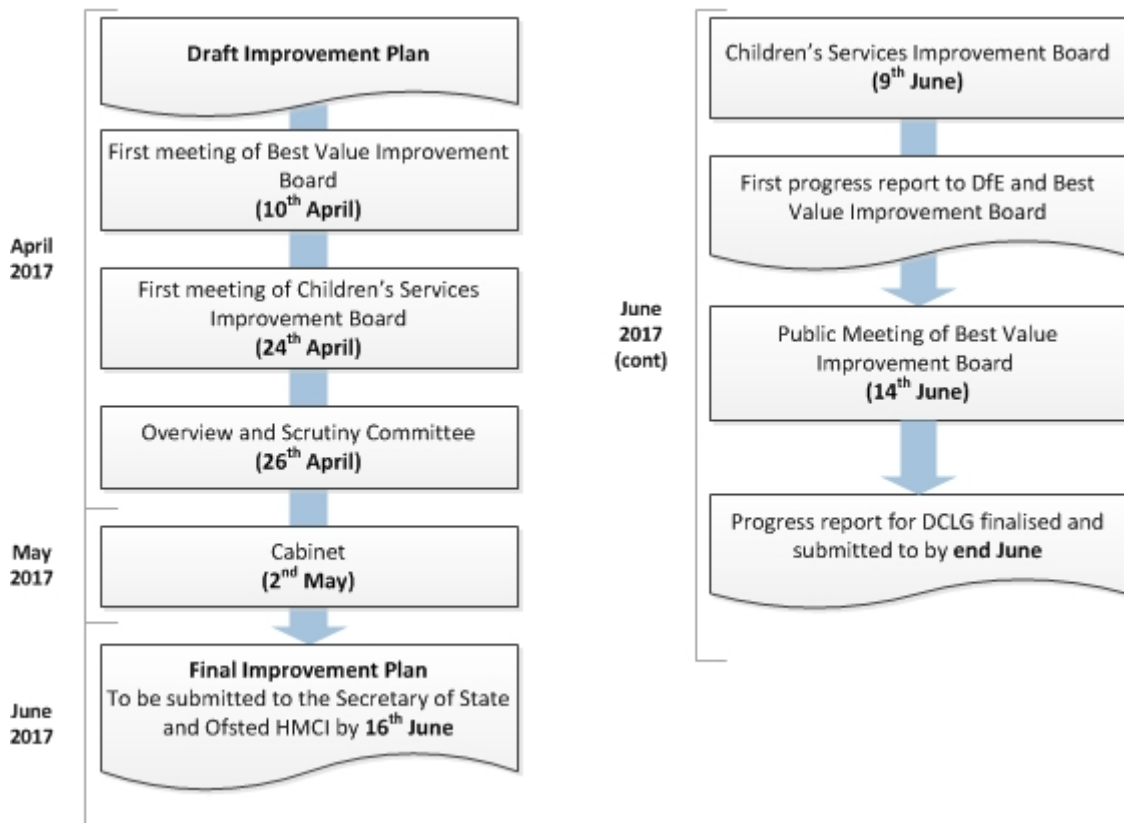 April
2017
Draft Improvement Plan
First meeting of Best Value Improvement
Board
(10th April)
First meeting of Children's Services
Improvement Board
(24th April)
Overview and Scrutiny Committee
(26th April)
May
2017
Cabinet
(2nd May)
June
2017
Final Improvement Plan
To be submitted to the Secretary of State
and Ofsted HMCI by 16th June
June
2017
(cont)
Children's Services Improvement Board
(9th June)
First progress report to DfE and Best
Value Improvement Board
Public Meeting of Best Value
Improvement Board
(14th June)
Progress report for DCLG finalised and
submitted to by end June